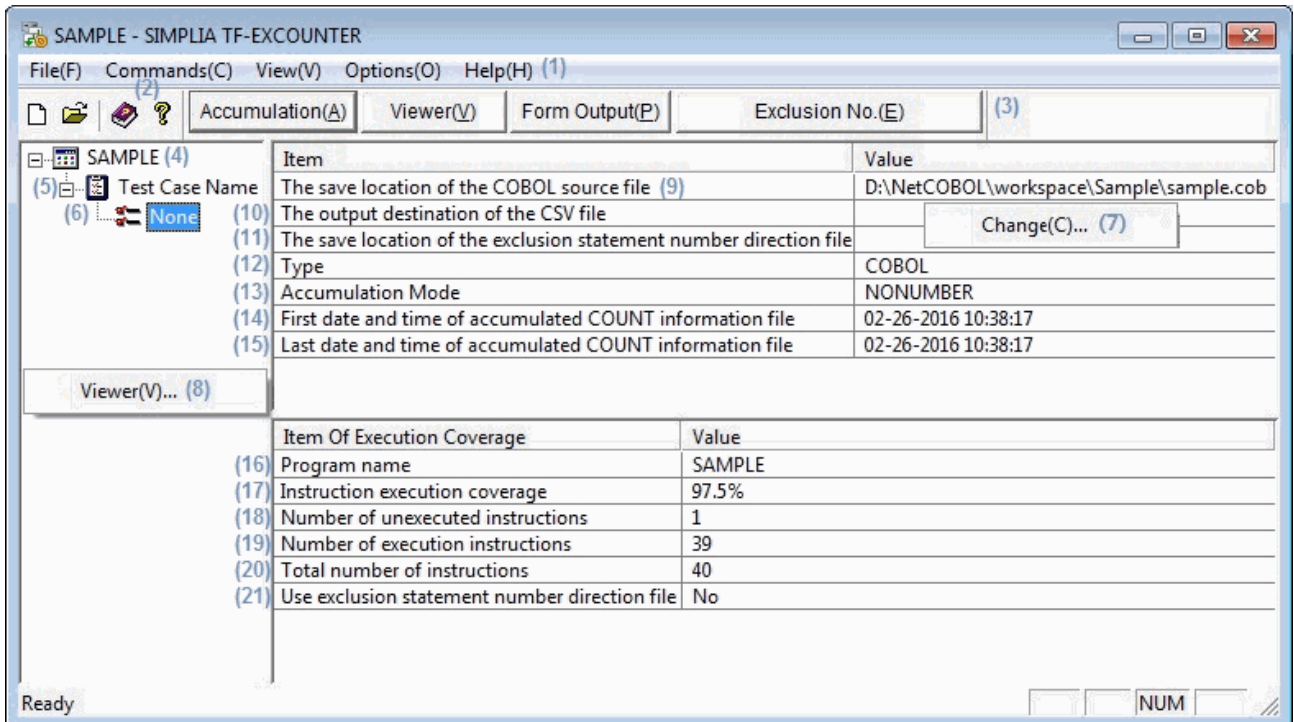 SAMPLE - SIMPLIA TF-EXCOUNTER
File(F) Commands(C) View(V) Options(O) Help(H) (1)
(2)
Accumulation(A) Viewer(V) Form Output(P) Exclusion No.(E) (3)
SAMPLE (4) Item Value
(5) Test Case Name The save location of the COBOL source file (9) D:\NetCOBOL\workspace\Sample\sample.cob
(6) None (10) The output destination of the CSV file
Change(C)... (7)
(11) The save location of the exclusion statement number direction file
(12) Type COBOL
(13) Accumulation Mode NONUMBER
(14) First date and time of accumulated COUNT information file 02-26-2016 10:38:17
(15) Last date and time of accumulated COUNT information file 02-26-2016 10:38:17
Viewer(V)... (8)
Item Of Execution Coverage Value
(16) Program name SAMPLE
(17) Instruction execution coverage 97.5%
(18) Number of unexecuted instructions 1
(19) Number of execution instructions 39
(20) Total number of instructions 40
(21) Use exclusion statement number direction file No
Ready NUM